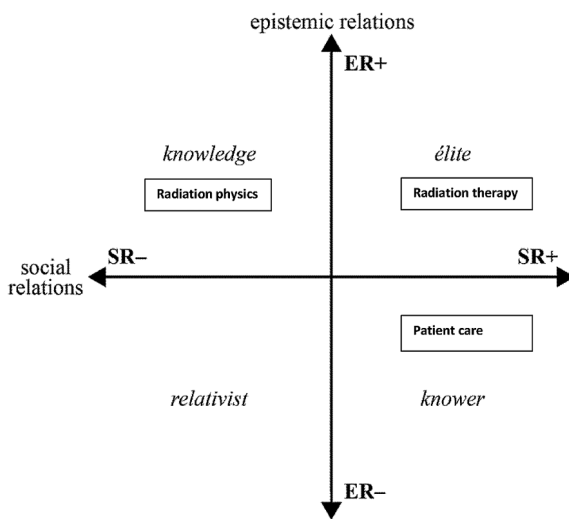 epistemic relations
ER+
knowledge
élite
Radiation physics
Radiation therapy
SR–
SR+
social
relations
Patient care
relativist
knower
ER–